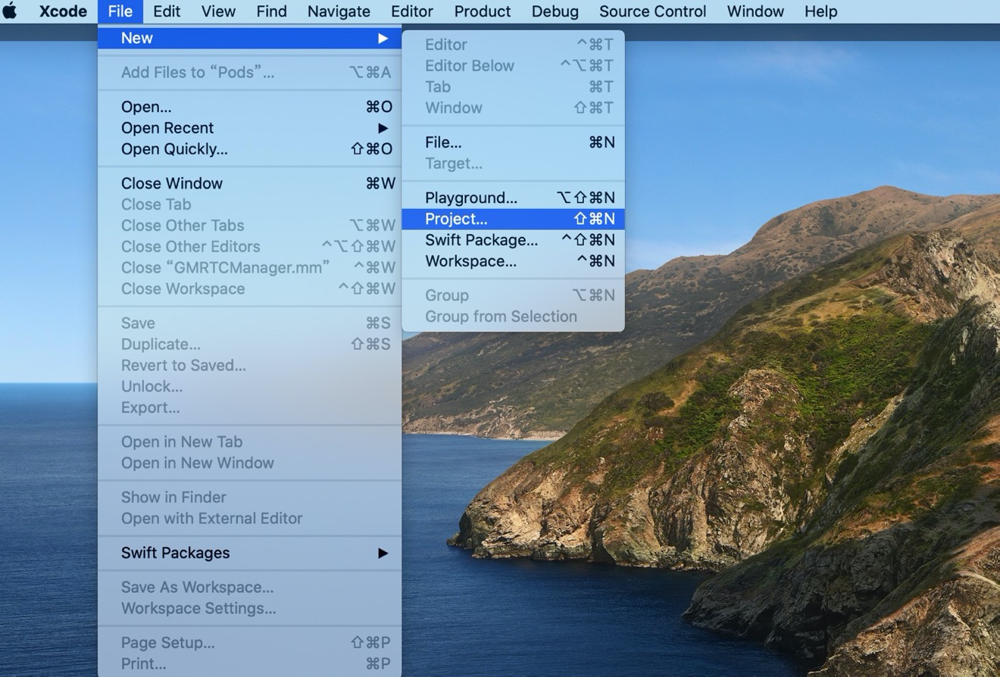 Xcode File Edit View Find Navigate Editor Product Debug Source Control Window Help
New ▶
Add Files to “Pods”... ⌥⌘A
Open... ⌘O
Open Recent ▶
Open Quickly... ⇧⌘O
Close Window ⌘W
Close Tab
Close Other Tabs ⌥⌘W
Close Other Editors ^⌥⇧⌘W
Close “GMRTCManager.mm” ^⌘W
Close Workspace ^⇧⌘W
Save ⌘S
Duplicate... ⇧⌘S
Revert to Saved...
Unlock...
Export...
Open in New Tab
Open in New Window
Show in Finder
Open with External Editor
Swift Packages ▶
Save As Workspace...
Workspace Settings...
Page Setup... ⇧⌘P
Print... ⌘P
Editor ^⌘T
Editor Below ^⌥⌘T
Tab ⌘T
Window ⇧⌘T
File... ⌘N
Target...
Playground... ⌥⇧⌘N
Project... ⇧⌘N
Swift Package... ^⇧⌘N
Workspace... ^⌘N
Group ⌥⌘N
Group from Selection